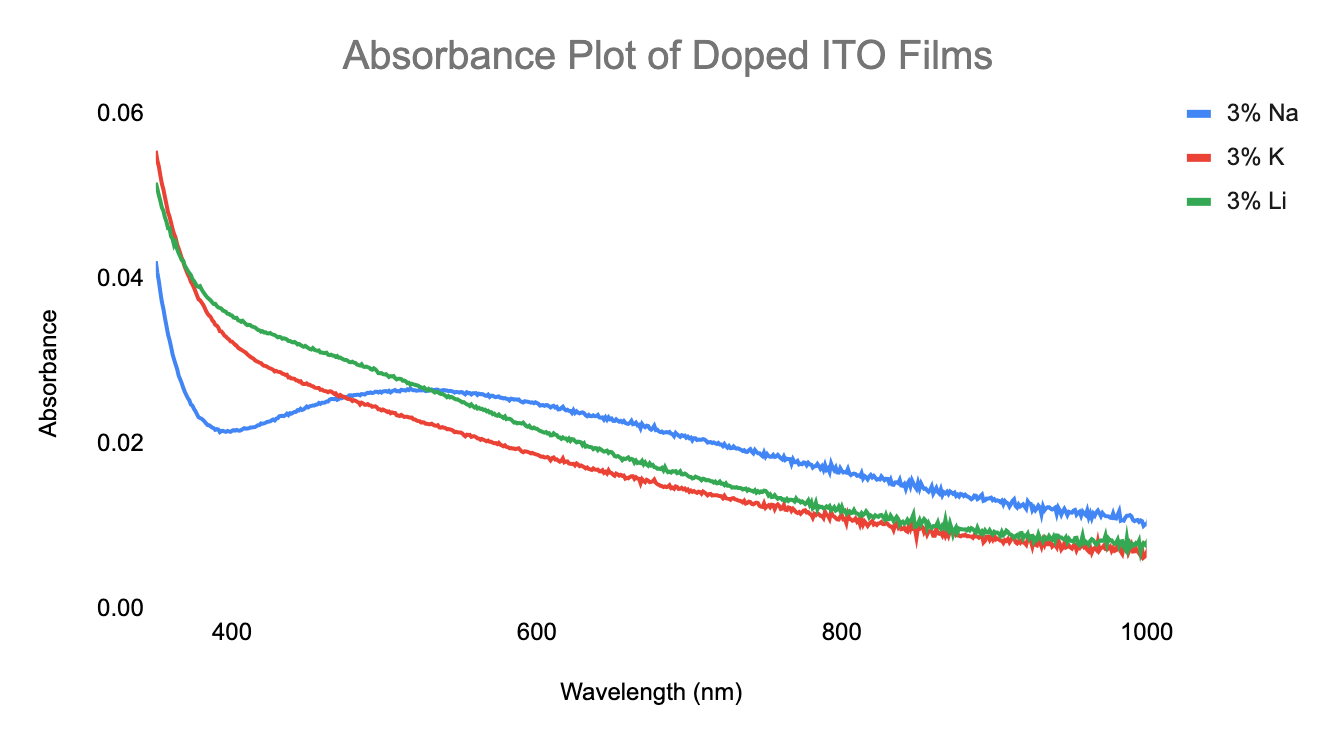 Absorbance Plot of Doped ITO Films
0.06
0.04
0.02
0.00
Absorbance
400
600
800
1000
Wavelength (nm)
3% Na
3% K
3% Li